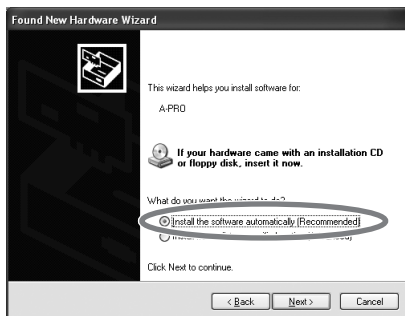 Found New Hardware Wizard
This wizard helps you install software for:
A-PRO
If your hardware came with an installation CD
or floppy disk, insert it now.
What do you want the wizard to do?
Install the software automatically (Recommended)
Click Next to continue.
< Back
Next >
Cancel